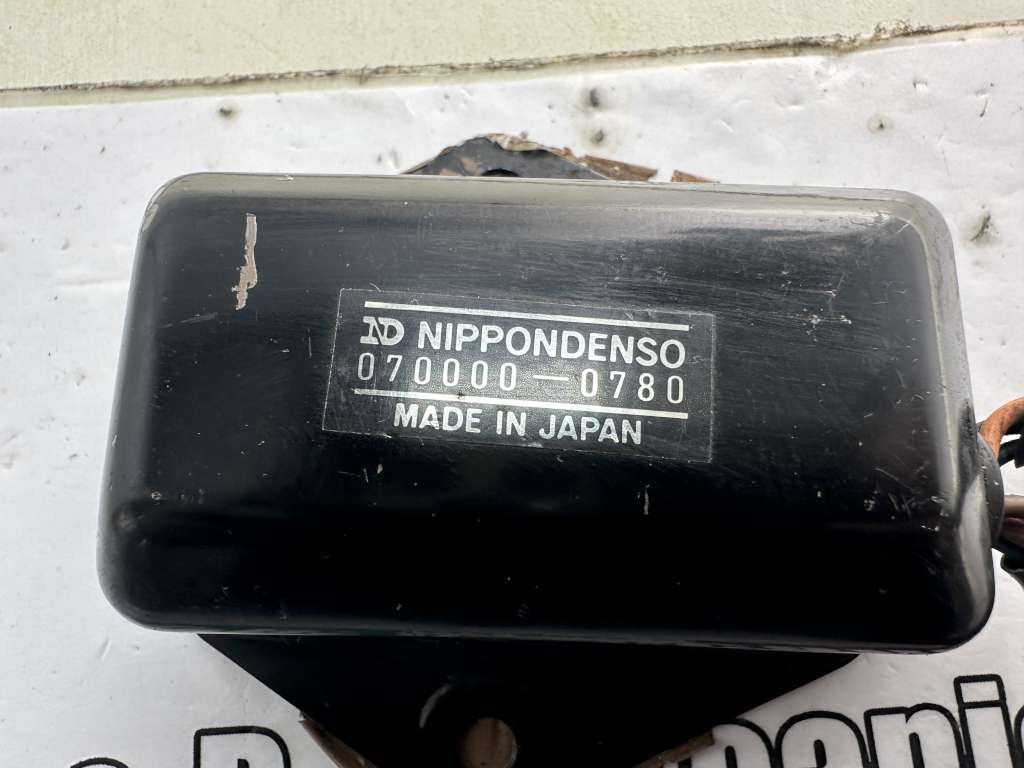 ND NIPPONDENSO
070000-0780
MADE IN JAPAN